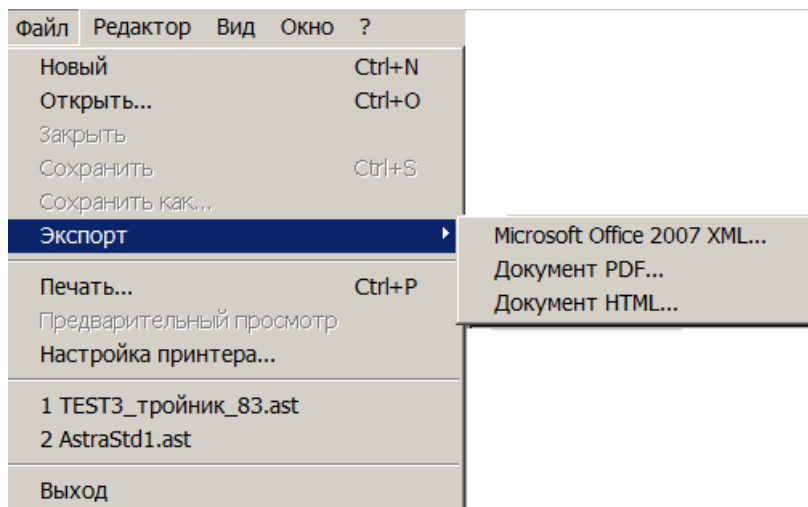 Файл Редактор Вид Окно ?
Новый Ctrl+N
Открыть... Ctrl+O
Закрыть
Сохранить Ctrl+S
Сохранить как...
Экспорт
Microsoft Office 2007 XML...
Документ PDF...
Документ HTML...
Печать... Ctrl+P
Предварительный просмотр
Настройка принтера...
1 TEST3_тройник_83.ast
2 AstraStd1.ast
Выход